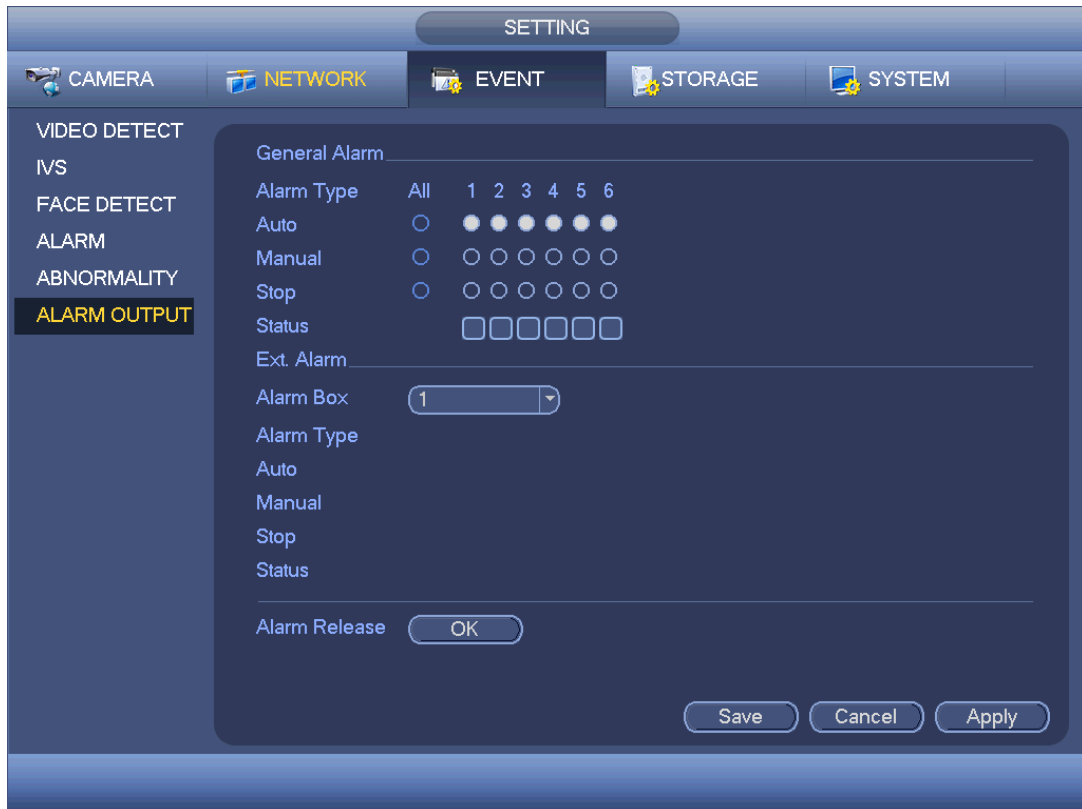 SETTING
CAMERA NETWORK EVENT STORAGE SYSTEM
VIDEO DETECT
IVS
FACE DETECT
ALARM
ABNORMALITY
ALARM OUTPUT
General Alarm
Alarm Type All 1 2 3 4 5 6
Auto
Manual
Stop
Status
Ext. Alarm
Alarm Box 1
Alarm Type
Auto
Manual
Stop
Status
Alarm Release OK
Save Cancel Apply